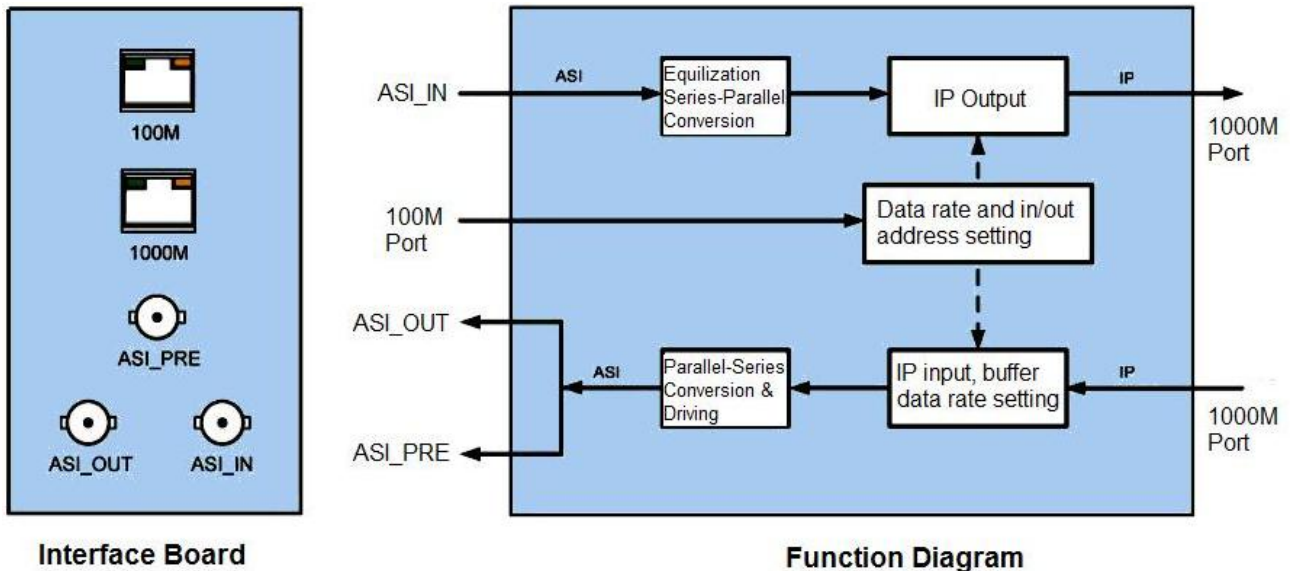 100M
1000M
ASI_PRE
ASI_OUT
ASI_IN
Interface Board
ASI_IN
ASI
Equilization
Series-Parallel
Conversion
IP Output
IP
1000M
Port
100M
Port
Data rate and in/out
address setting
ASI_OUT
ASI_PRE
ASI
Parallel-Series
Conversion &
Driving
IP input, buffer
data rate setting
IP
1000M
Port
Function Diagram